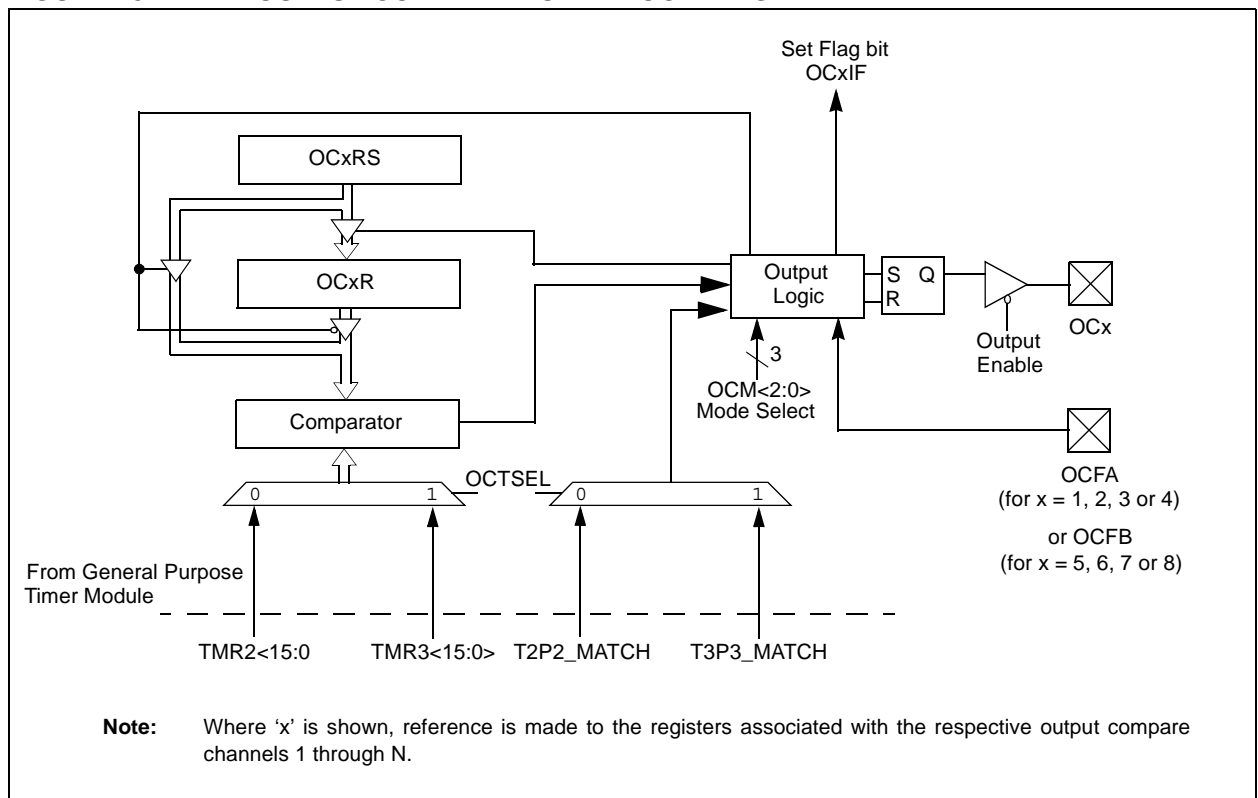 Set Flag bit
OCxIF
OCxRS
OCxR
Output
Logic
S Q
R
OCx
Output
Enable
3
OCM<2:0>
Mode Select
Comparator
OCTSEL
0 1
0 1
OCFA
(for x = 1, 2, 3 or 4)
or OCFB
(for x = 5, 6, 7 or 8)
From General Purpose
Timer Module
TMR2<15:0 TMR3<15:0> T2P2_MATCH T3P3_MATCH
Note: Where ‘x’ is shown, reference is made to the registers associated with the respective output compare
channels 1 through N.